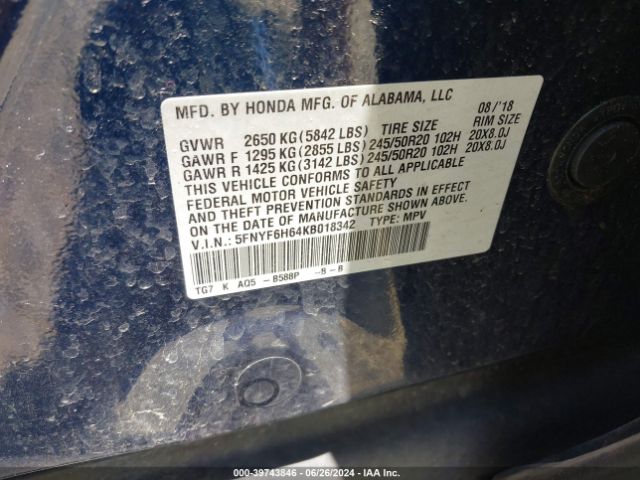 MFD. BY HONDA MFG. OF ALABAMA, LLC 08/'18
GVWR 2650 KG (5842 LBS) TIRE SIZE RIM SIZE
GAWR F 1295 KG (2855 LBS) 245/50R20 102H 20X8.0J
GAWR R 1425 KG (3142 LBS) 245/50R20 102H 20X8.0J
THIS VEHICLE CONFORMS TO ALL APPLICABLE
FEDERAL MOTOR VEHICLE SAFETY
AND THEFT PREVENTION STANDARDS IN EFFECT
ON THE DATE OF MANUFACTURE SHOWN ABOVE.
V.I.N.: 5FNYF6H64KB018342 TYPE: MPV
TG7 K AQ5 -B588P -B-B
000-39743846 - 06/26/2024 - IAA Inc.